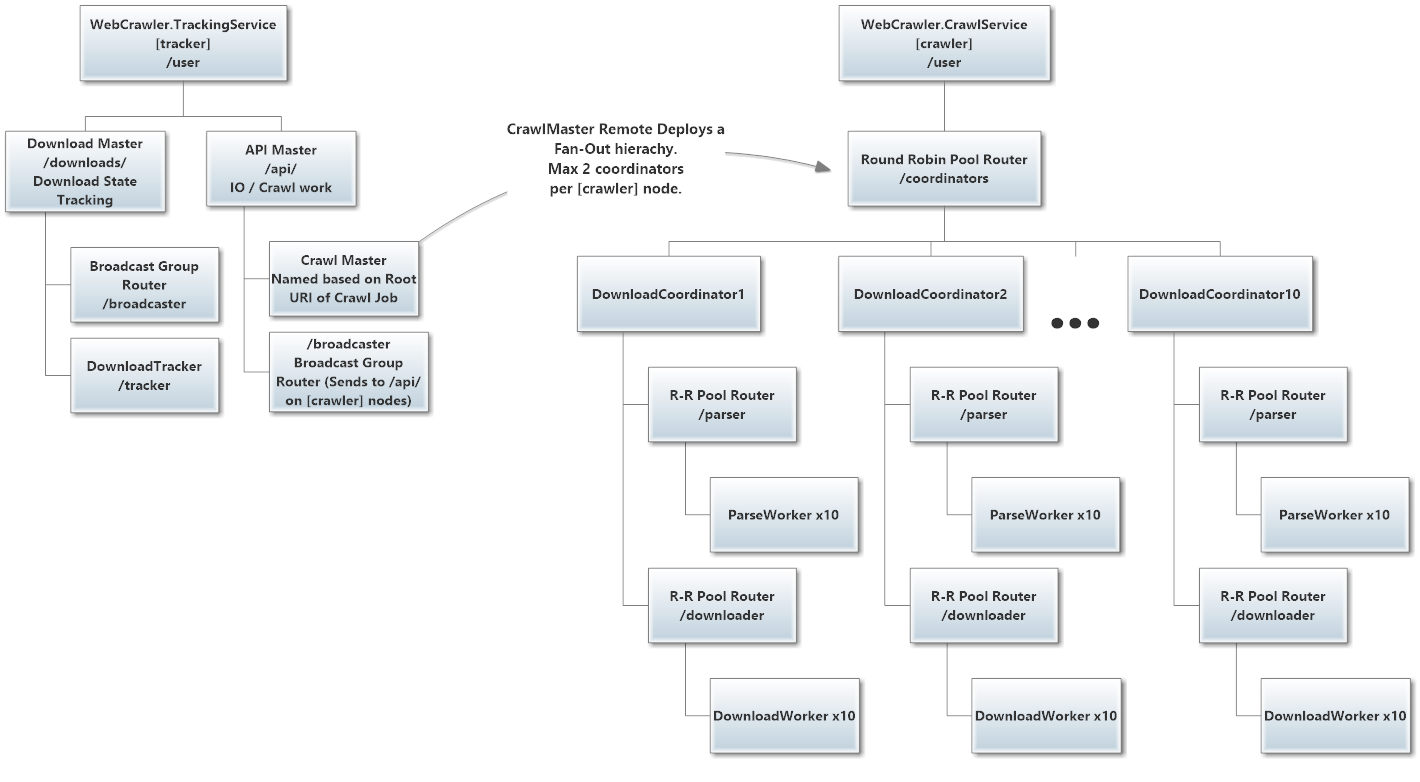 WebCrawler.TrackingService
[tracker]
/user
Download Master
/downloads/
Download State
Tracking
API Master
/api/
IO / Crawl work
Broadcast Group
Router
/broadcaster
DownloadTracker
/tracker
Crawl Master
Named based on Root
URI of Crawl Job
/broadcaster
Broadcast Group
Router (Sends to /api/
on [crawler] nodes)
CrawlMaster Remote Deploys a
Fan-Out hierachy.
Max 2 coordinators
per [crawler] node.
WebCrawler.CrawlService
[crawler]
/user
Round Robin Pool Router
/coordinators
DownloadCoordinator1
R-R Pool Router
/parser
ParseWorker x10
R-R Pool Router
/downloader
DownloadWorker x10
DownloadCoordinator2
R-R Pool Router
/parser
ParseWorker x10
R-R Pool Router
/downloader
DownloadWorker x10
DownloadCoordinator10
R-R Pool Router
/parser
ParseWorker x10
R-R Pool Router
/downloader
DownloadWorker x10